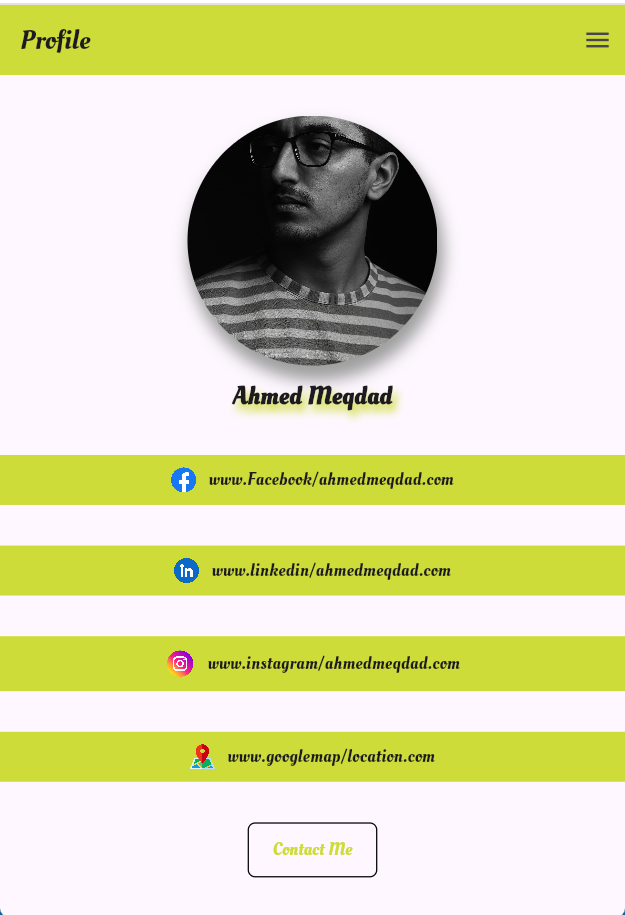 Profile
Ahmed Meqdad
www.Facebook/ahmedmeqdad.com
www.linkedin/ahmedmeqdad.com
www.instagram/ahmedmeqdad.com
www.googlemap/location.com
Contact Me